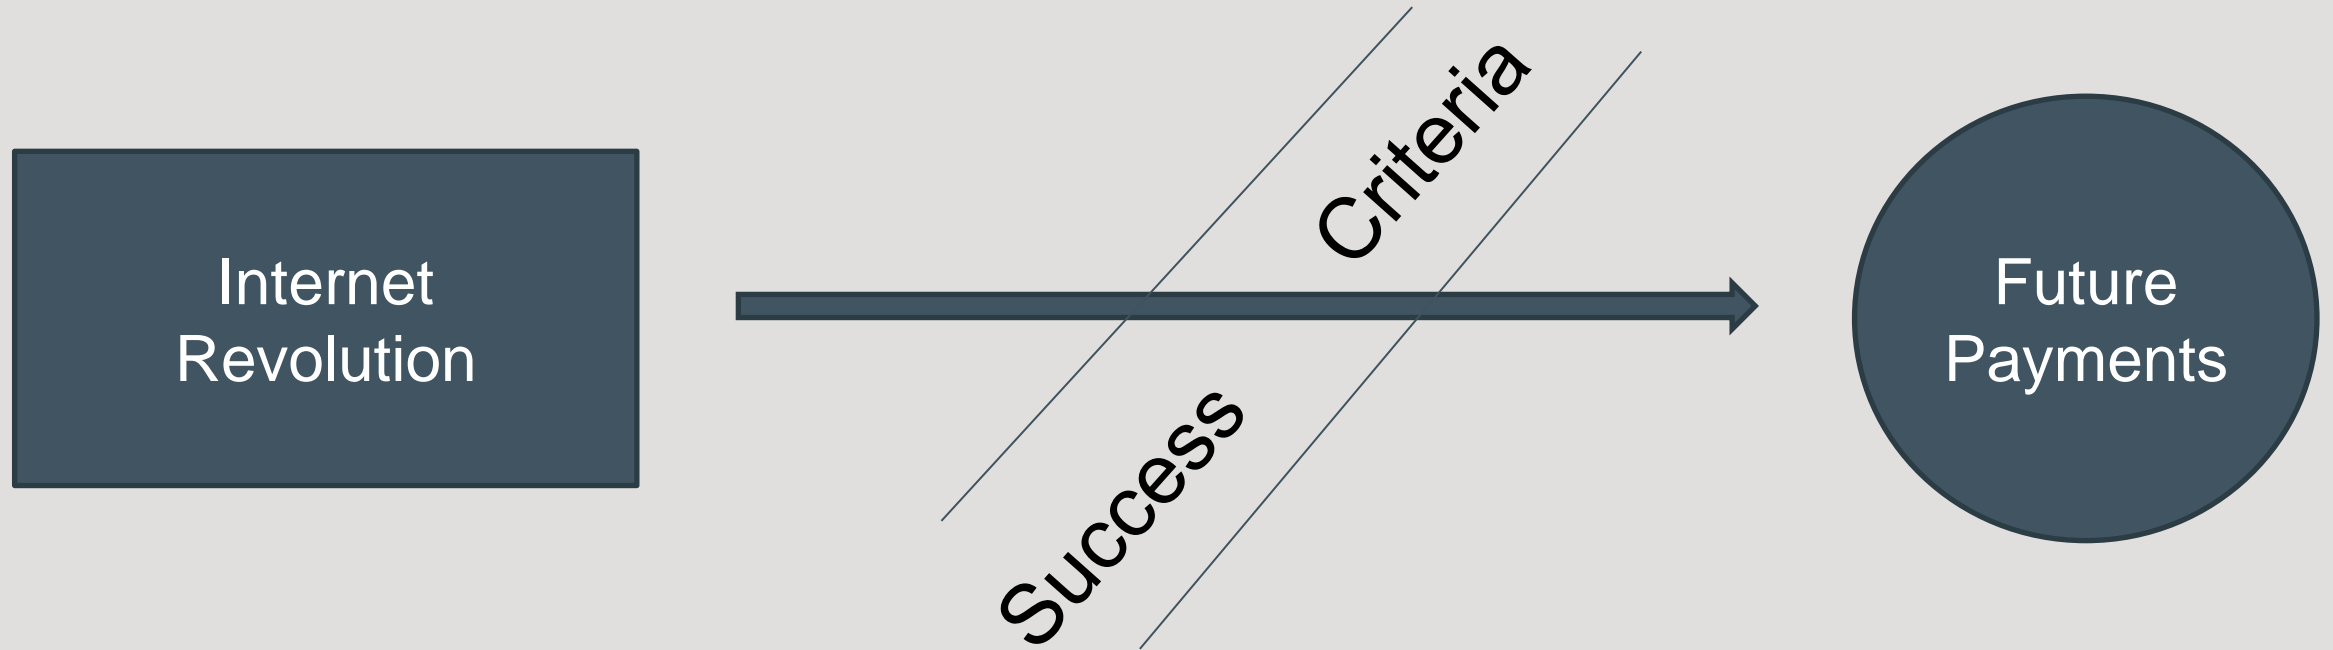 Internet
Revolution
Success Criteria
Future
Payments